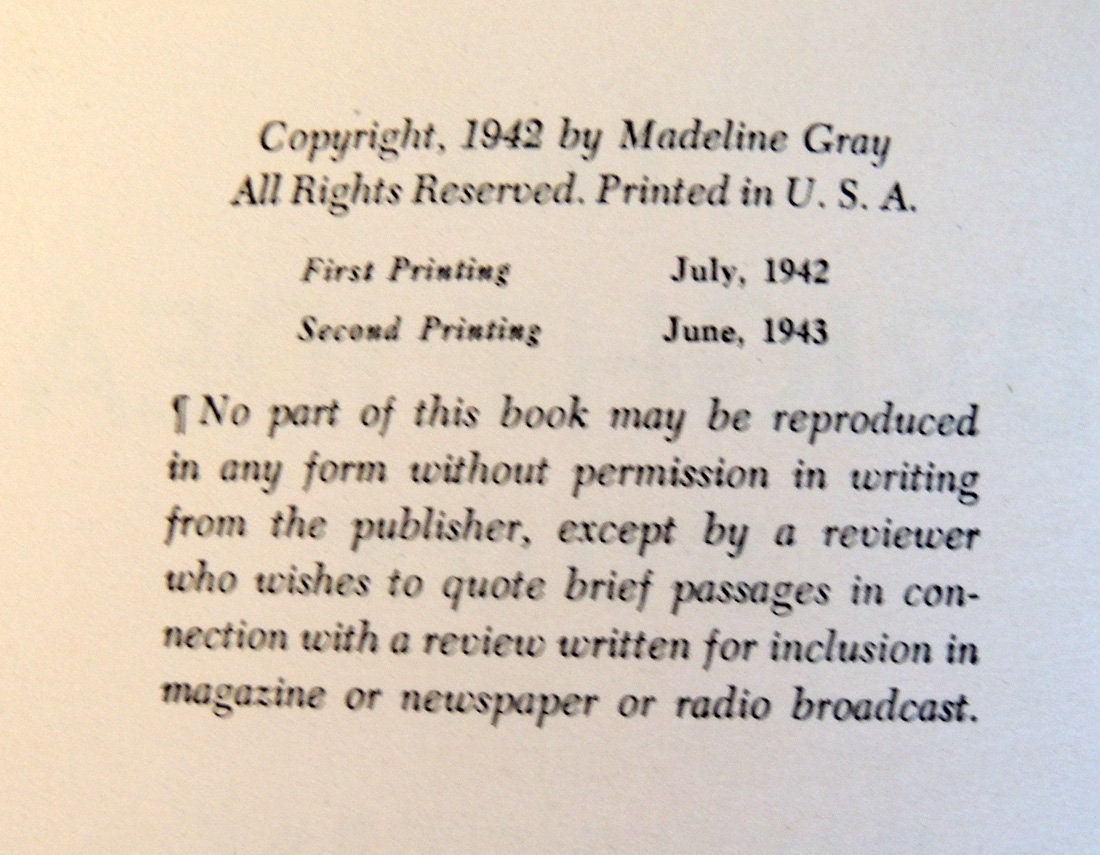 Copyright, 1942 by Madeline Gray
All Rights Reserved. Printed in U. S. A.
First Printing July, 1942
Second Printing June, 1943
¶ No part of this book may be reproduced
in any form without permission in writing
from the publisher, except by a reviewer
who wishes to quote brief passages in con-
nection with a review written for inclusion in
magazine or newspaper or radio broadcast.